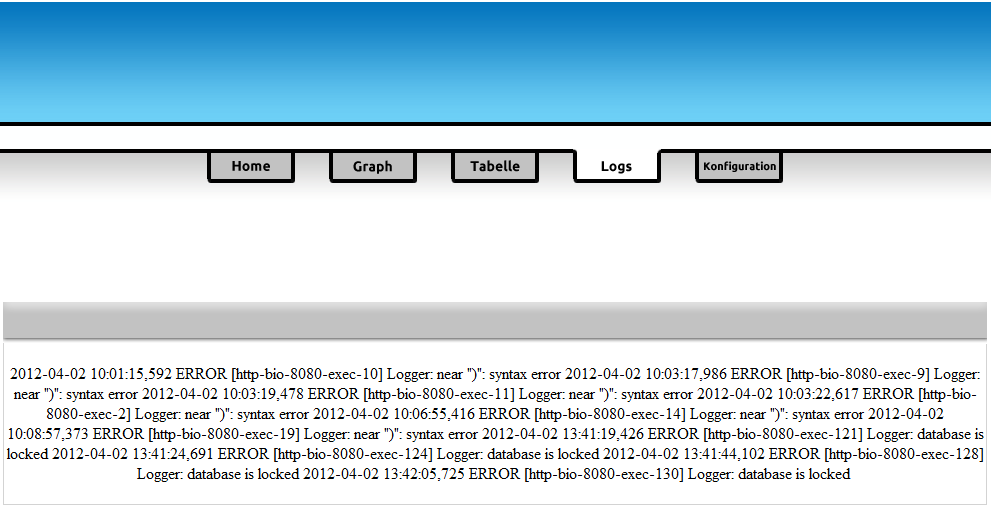 Home Graph Tabelle Logs Konfiguration
2012-04-02 10:01:15,592 ERROR [http-bio-8080-exec-10] Logger: near ")": syntax error 2012-04-02 10:03:17,986 ERROR [http-bio-8080-exec-9] Logger:
near ")": syntax error 2012-04-02 10:03:19,478 ERROR [http-bio-8080-exec-11] Logger: near ")": syntax error 2012-04-02 10:03:22,617 ERROR [http-bio-
8080-exec-2] Logger: near ")": syntax error 2012-04-02 10:06:55,416 ERROR [http-bio-8080-exec-14] Logger: near ")": syntax error 2012-04-02
10:08:57,373 ERROR [http-bio-8080-exec-19] Logger: near ")": syntax error 2012-04-02 13:41:19,426 ERROR [http-bio-8080-exec-121] Logger: database is
locked 2012-04-02 13:41:24,691 ERROR [http-bio-8080-exec-124] Logger: database is locked 2012-04-02 13:41:44,102 ERROR [http-bio-8080-exec-128]
Logger: database is locked 2012-04-02 13:42:05,725 ERROR [http-bio-8080-exec-130] Logger: database is locked